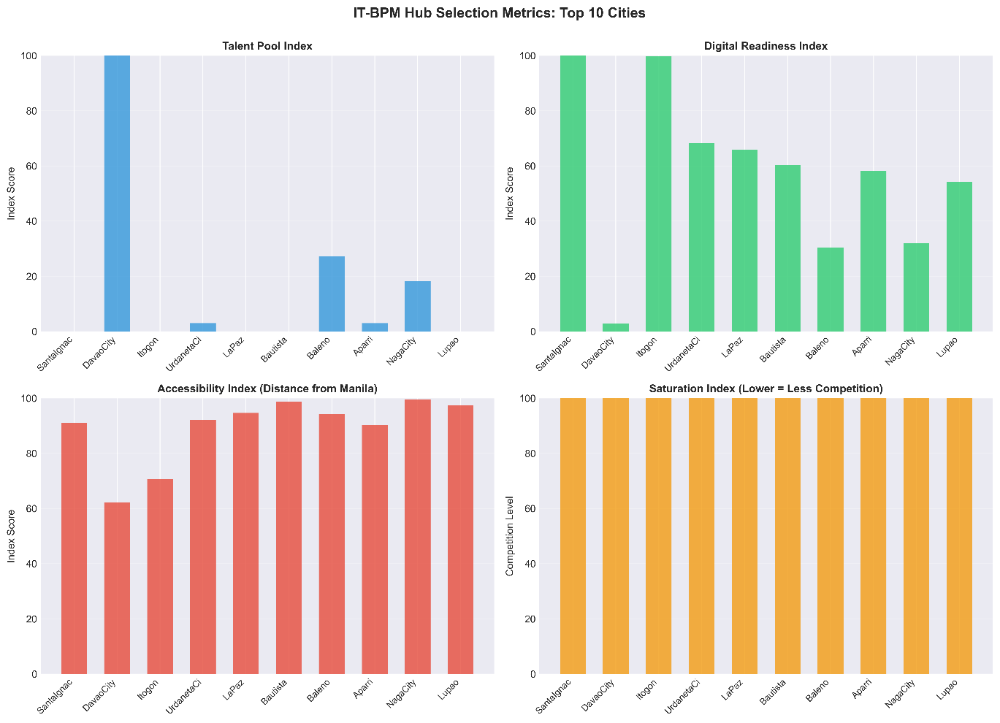 IT-BPM Hub Selection Metrics: Top 10 Cities
Talent Pool Index
Index Score
100
80
60
40
20
0
SantaIgnac
DavaoCity
Itogon
UrdanetaCi
LaPaz
Bautista
Baleno
Aparri
NagaCity
Lupao
Digital Readiness Index
Index Score
100
80
60
40
20
0
SantaIgnac
DavaoCity
Itogon
UrdanetaCi
LaPaz
Bautista
Baleno
Aparri
NagaCity
Lupao
Accessibility Index (Distance from Manila)
Index Score
100
80
60
40
20
0
SantaIgnac
DavaoCity
Itogon
UrdanetaCi
LaPaz
Bautista
Baleno
Aparri
NagaCity
Lupao
Saturation Index (Lower = Less Competition)
Competition Level
100
80
60
40
20
0
SantaIgnac
DavaoCity
Itogon
UrdanetaCi
LaPaz
Bautista
Baleno
Aparri
NagaCity
Lupao